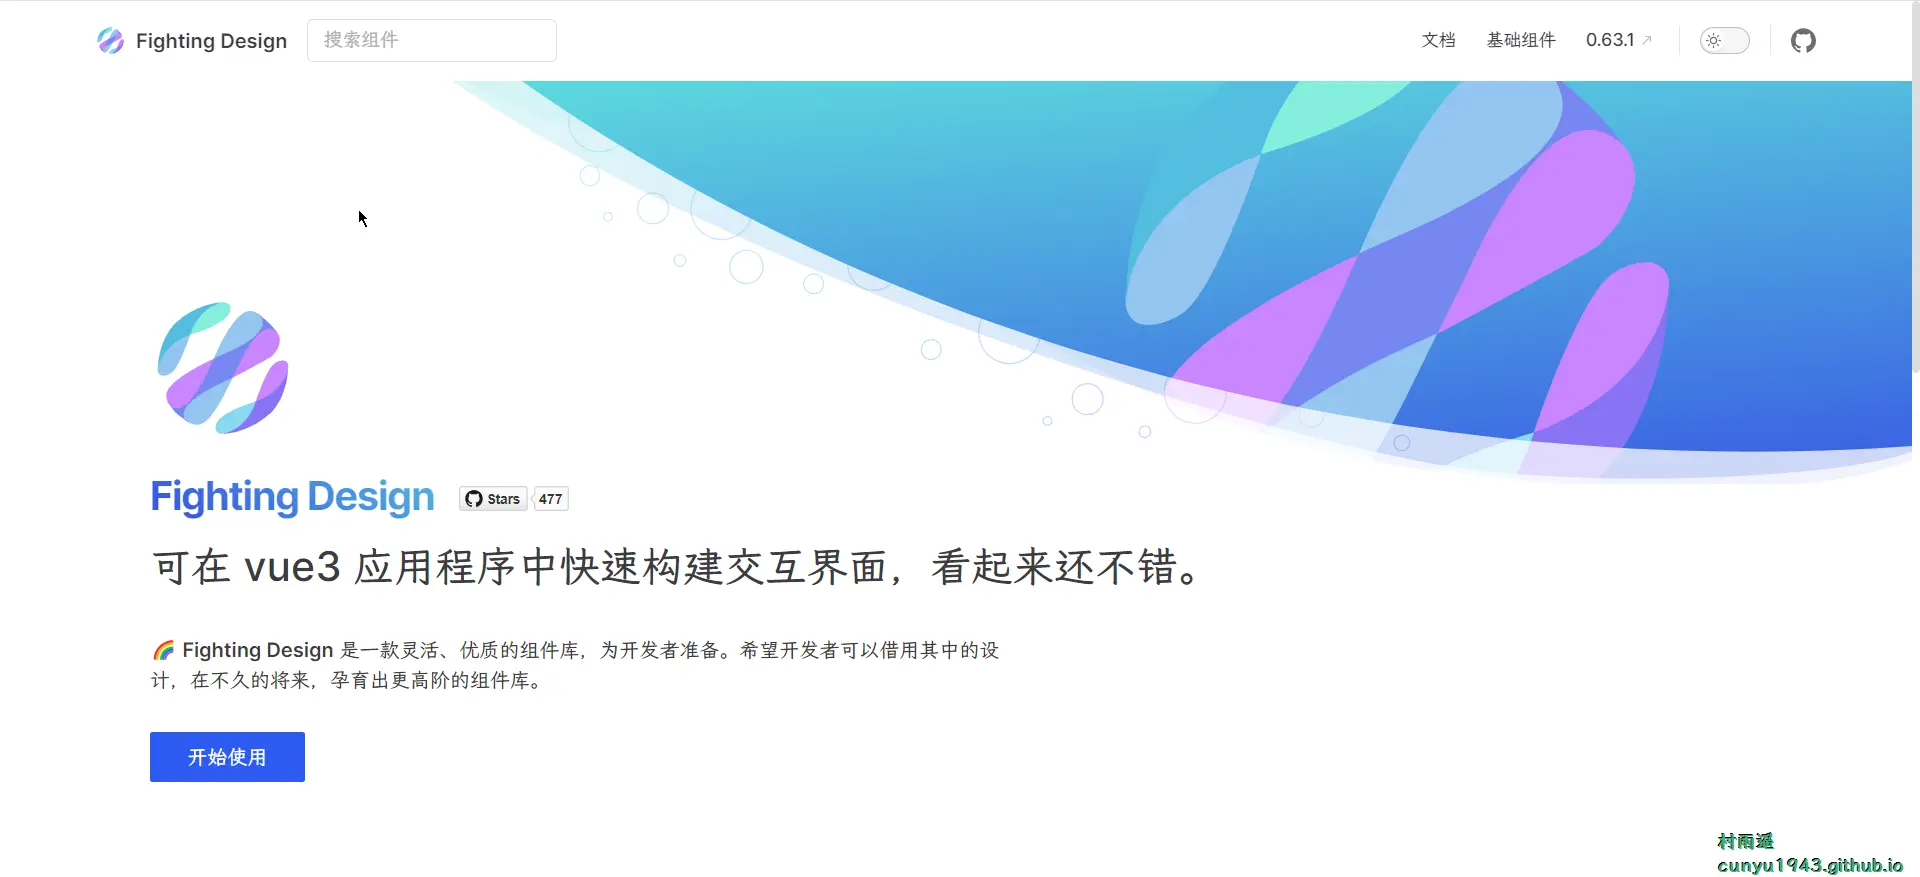 Fighting Design
搜索组件
文档
基础组件
0.63.1
Fighting Design
Stars
477
可在 vue3 应用程序中快速构建交互界面，看起来还不错。
🌈 Fighting Design 是一款灵活、优质的组件库，为开发者准备。希望开发者可以借用其中的设
计，在不久的将来，孕育出更高阶的组件库。
开始使用
村雨遥
cunyu1943.github.io